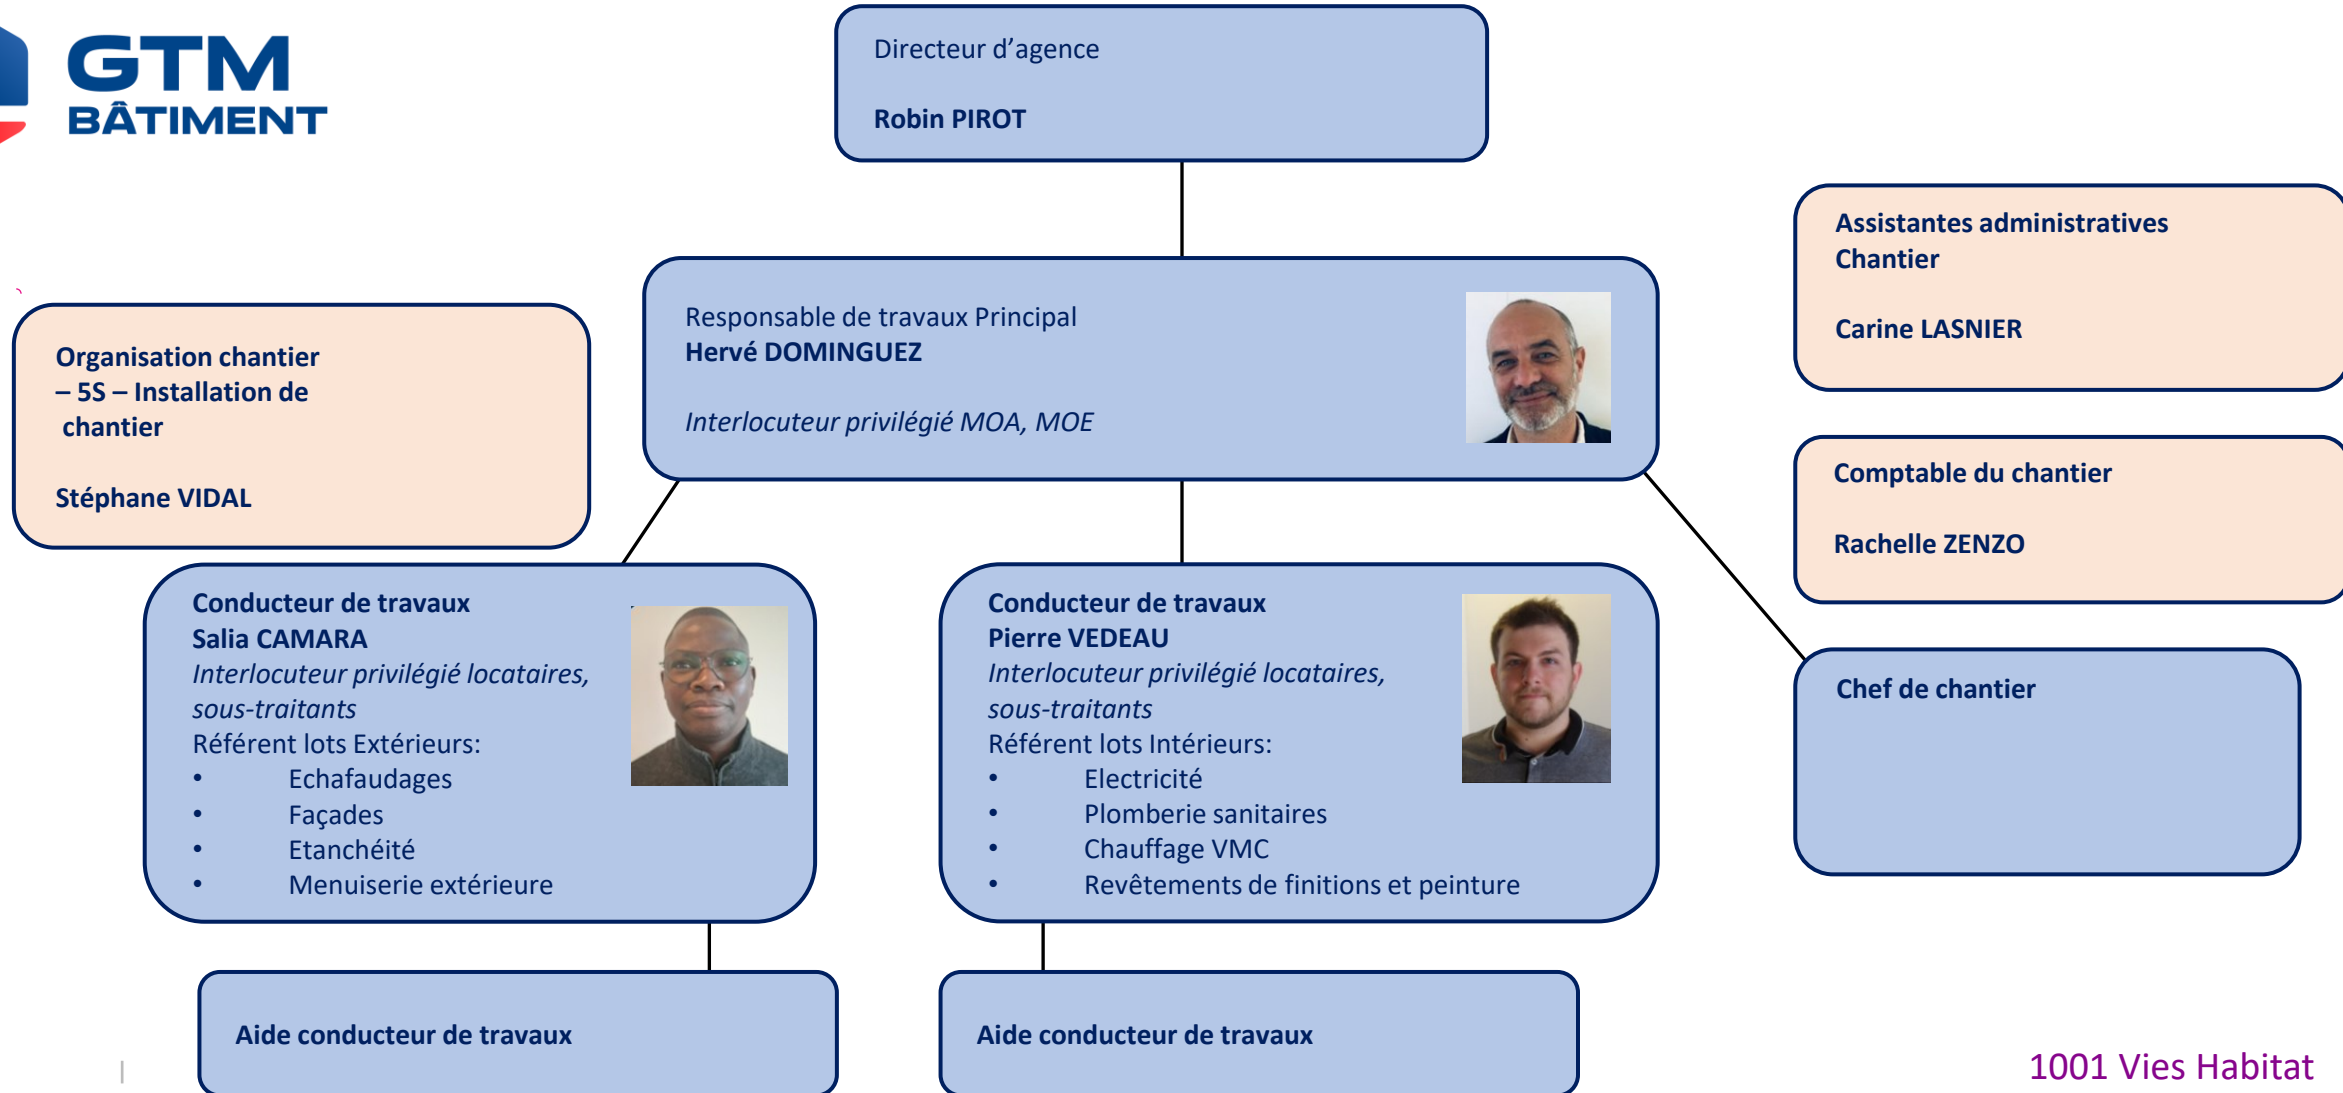 GTM
BÂTIMENT
Directeur d’agence
Robin PIROT
Assistantes administratives
Chantier
Carine LASNIER
Organisation chantier
– 5S – Installation de
chantier
Stéphane VIDAL
Responsable de travaux Principal
Hervé DOMINGUEZ
Interlocuteur privilégié MOA, MOE
Comptable du chantier
Rachelle ZENZO
Conducteur de travaux
Salia CAMARA
Interlocuteur privilégié locataires,
sous-traitants
Référent lots Extérieurs:
• Echafaudages
• Façades
• Etanchéité
• Menuiserie extérieure
Conducteur de travaux
Pierre VEDEAU
Interlocuteur privilégié locataires,
sous-traitants
Référent lots Intérieurs:
• Electricité
• Plomberie sanitaires
• Chauffage VMC
• Revêtements de finitions et peinture
Chef de chantier
Aide conducteur de travaux
Aide conducteur de travaux
1001 Vies Habitat